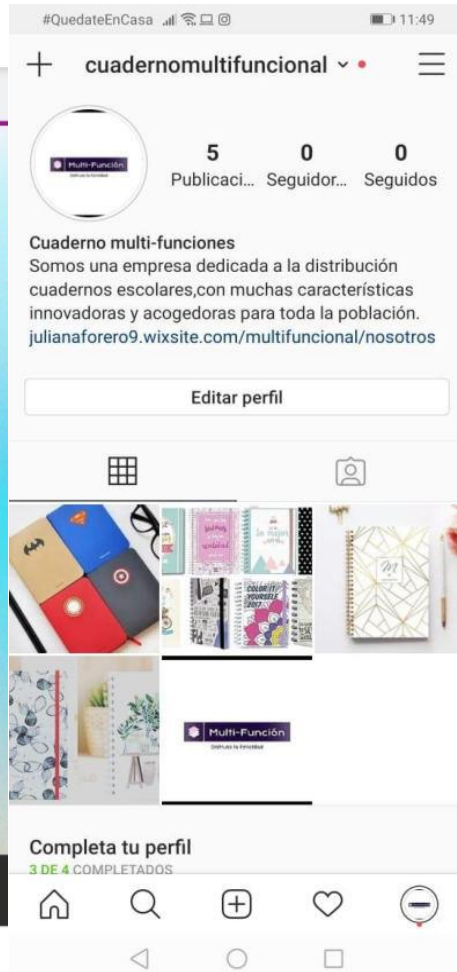 #QuedateEnCasa 11:49
cuadernomultifuncional
Multi-Función
5 0 0
Publicaci... Seguidor... Seguidos
Cuaderno multi-funciones
Somos una empresa dedicada a la distribución
cuadernos escolares,con muchas características
innovadoras y acogedoras para toda la población.
julianaforero9.wixsite.com/multifuncional/nosotros
Editar perfil
la mejor
COLOR IT
YOURSELF
2017
M
Multi-Función
Completa tu perfil
3 DE 4 COMPLETADOS